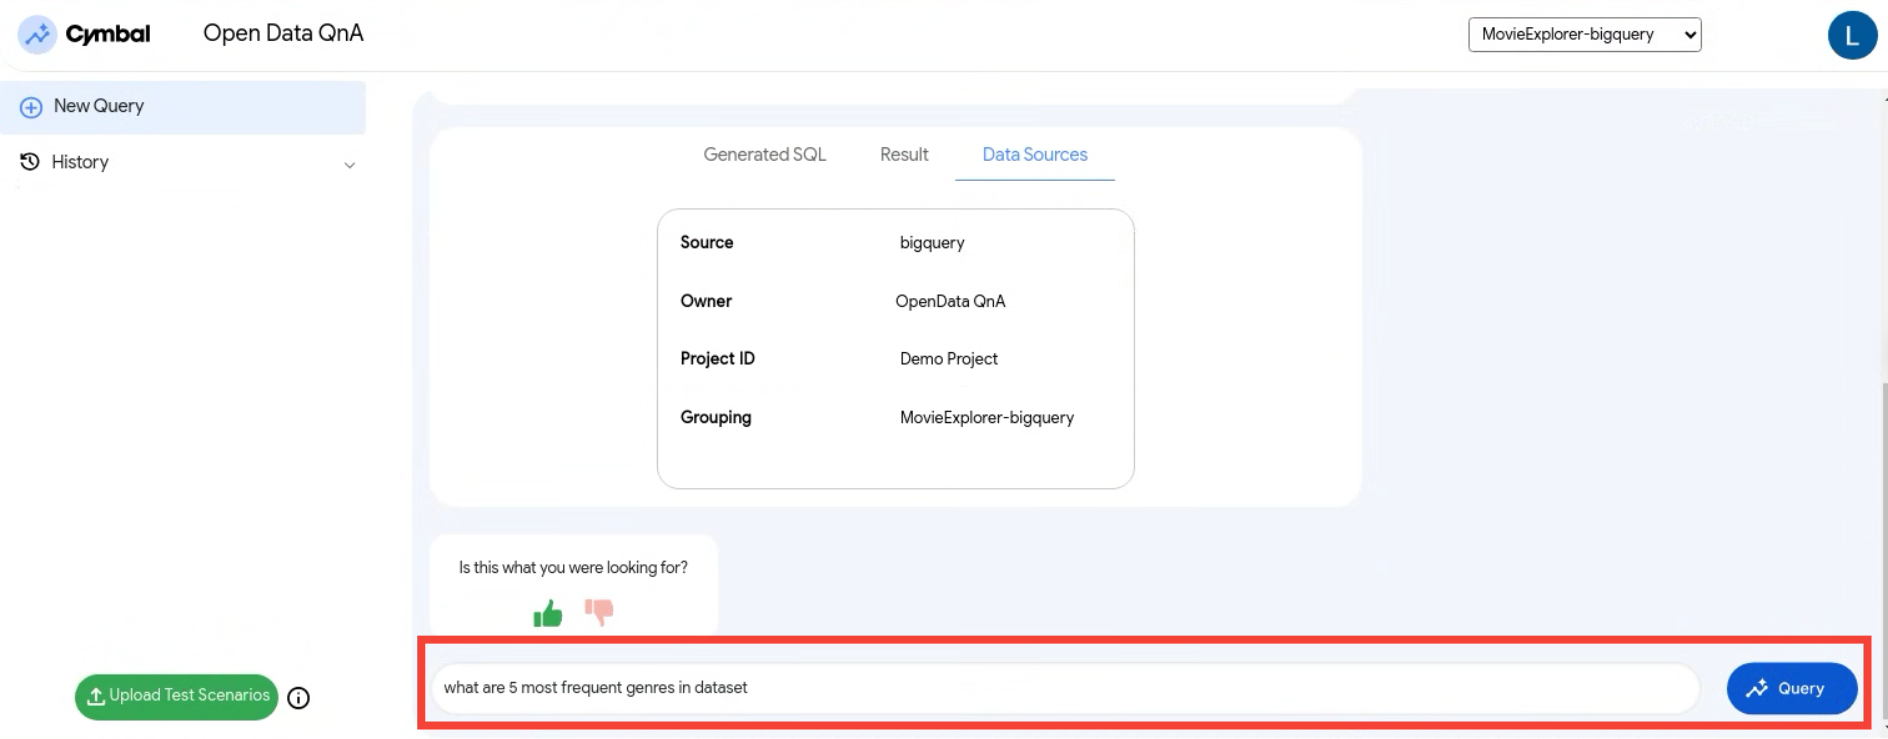 Cymbal
Open Data QnA
MovieExplorer-bigquery
L
New Query
History
Generated SQL
Result
Data Sources
Source bigquery
Owner OpenData QnA
Project ID Demo Project
Grouping MovieExplorer-bigquery
Is this what you were looking for?
Upload Test Scenarios
what are 5 most frequent genres in dataset
Query